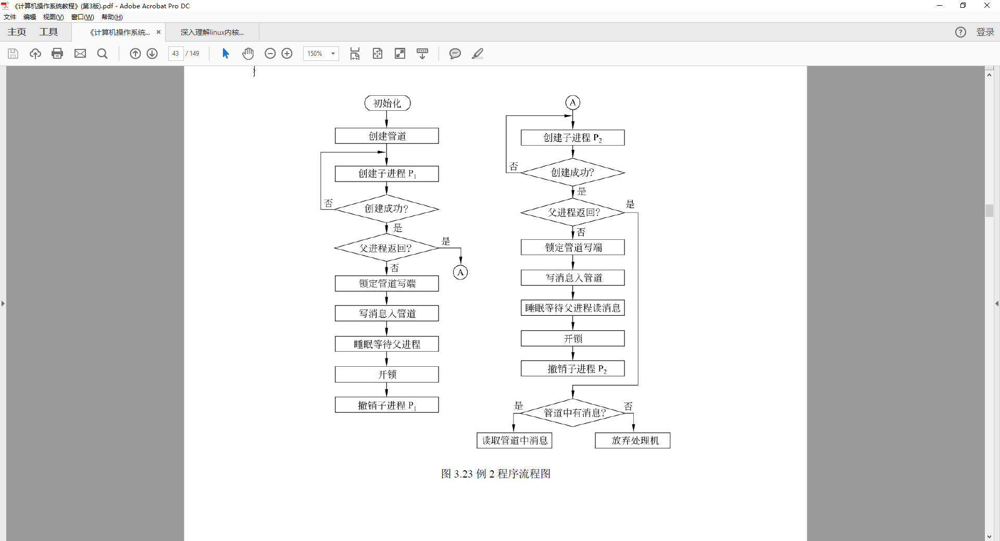 《计算机操作系统教程》(第3版).pdf - Adobe Acrobat Pro DC
文件 编辑 视图(V) 窗口(W) 帮助(H)
主页 工具 《计算机操作系统... × 深入理解linux内核... 登录
43 / 149 150%
初始化
创建管道
创建子进程 P1
否
创建成功?
是
父进程返回?
是
A
否
锁定管道写端
写消息入管道
睡眠等待父进程
开锁
撤销子进程 P1
A
创建子进程 P2
否
创建成功?
是
父进程返回?
是
否
锁定管道写端
写消息入管道
睡眠等待父进程读消息
开锁
撤销子进程 P2
是
管道中有消息?
否
读取管道中消息
放弃处理机
图 3.23 例 2 程序流程图